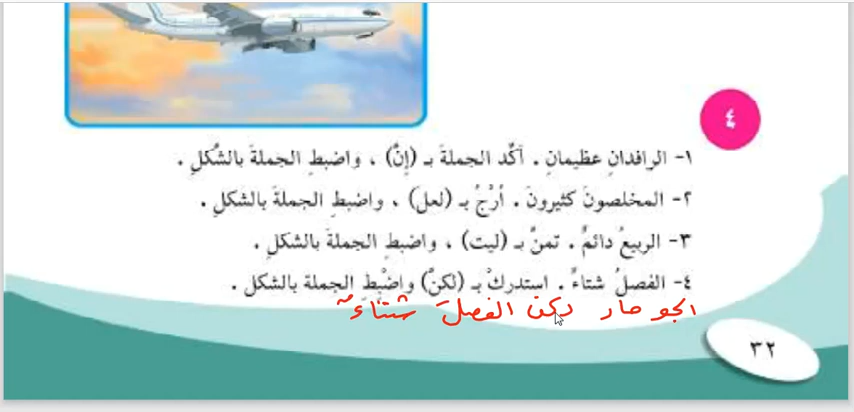 ٤
١- الرافدانِ عظيمانِ . أكِّد الجملةَ بـ (إنَّ) ، واضبطِ الجملةَ بالشَّكلِ .
٢- المخلصونَ كثيرونَ . أرْجُ بـ (لعل) ، واضبطِ الجملةَ بالشكلِ .
٣- الربيعُ دائمٌ . تمنَّ بـ (ليت) ، واضبطِ الجملةَ بالشكلِ .
٤- الفصلُ شتاءٌ . استدركْ بـ (لكنَّ) واضْبِطِ الجملة بالشكل .
الجو حار لكن الفصلَ شتاءٌ
٣٢